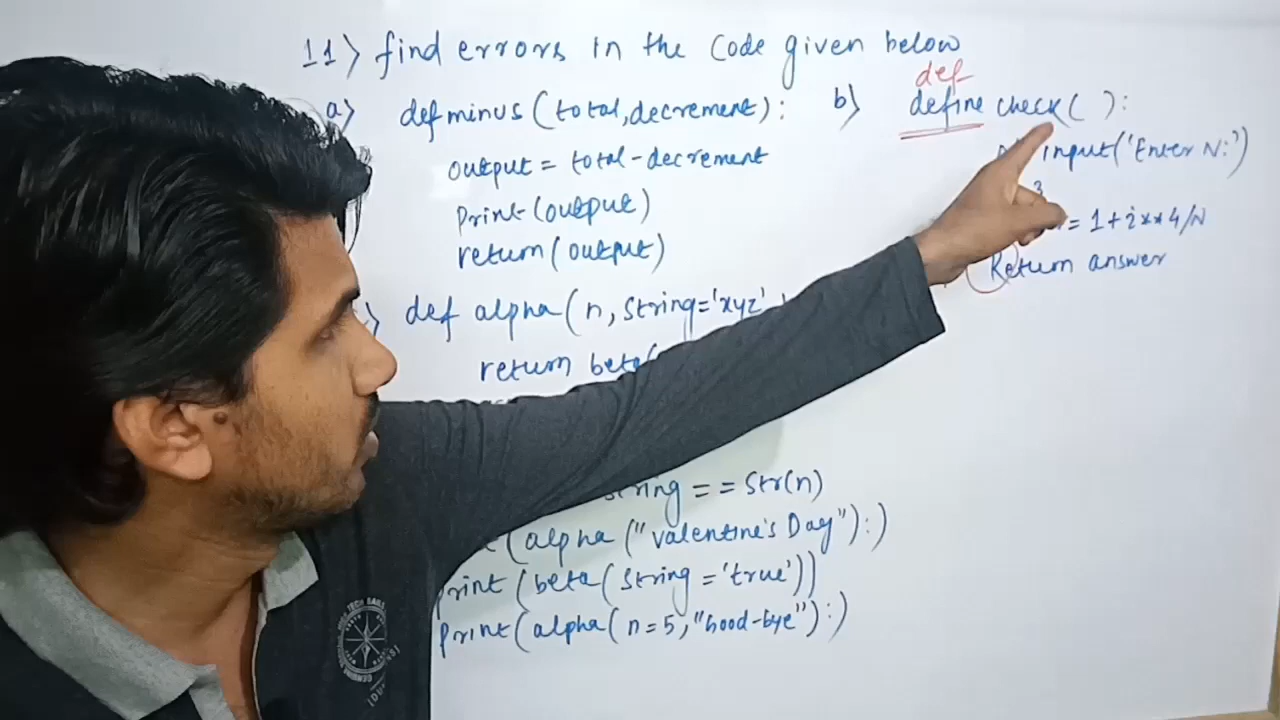 11) find errors in the code given below
a) def minus (total, decrement):
output = total-decrement
Print (output)
return (output)
b) define check ( ):
def
input ('Enter N:')
3
= 1 + i**4/N
Return answer
) def alpha (n, string='xyz'
return beta(
string == str(n)
(alpha ("Valentine's Day"):)
print (beta (string = 'true'))
print (alpha (n=5, "Good-bye"):)